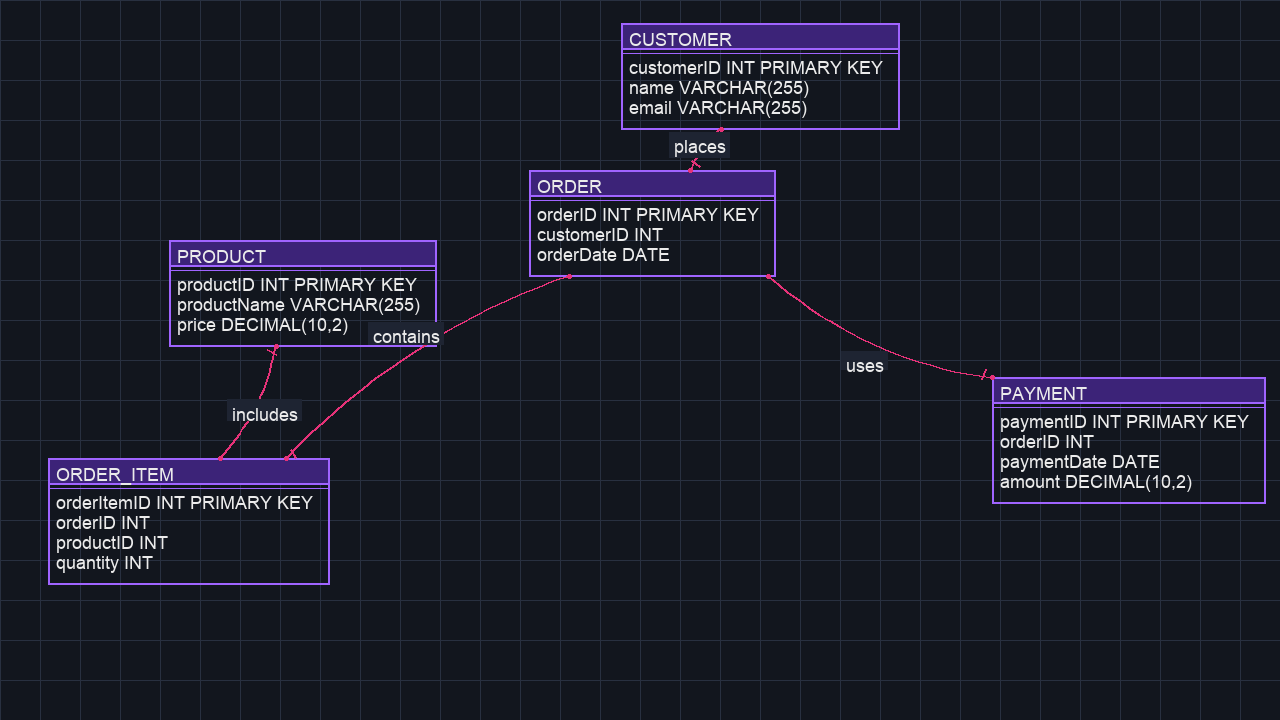 CUSTOMER
customerID INT PRIMARY KEY
name VARCHAR(255)
email VARCHAR(255)
places
ORDER
orderID INT PRIMARY KEY
customerID INT
orderDate DATE
PRODUCT
productID INT PRIMARY KEY
productName VARCHAR(255)
price DECIMAL(10,2)
contains
uses
includes
PAYMENT
paymentID INT PRIMARY KEY
orderID INT
paymentDate DATE
amount DECIMAL(10,2)
ORDER_ITEM
orderItemID INT PRIMARY KEY
orderID INT
productID INT
quantity INT